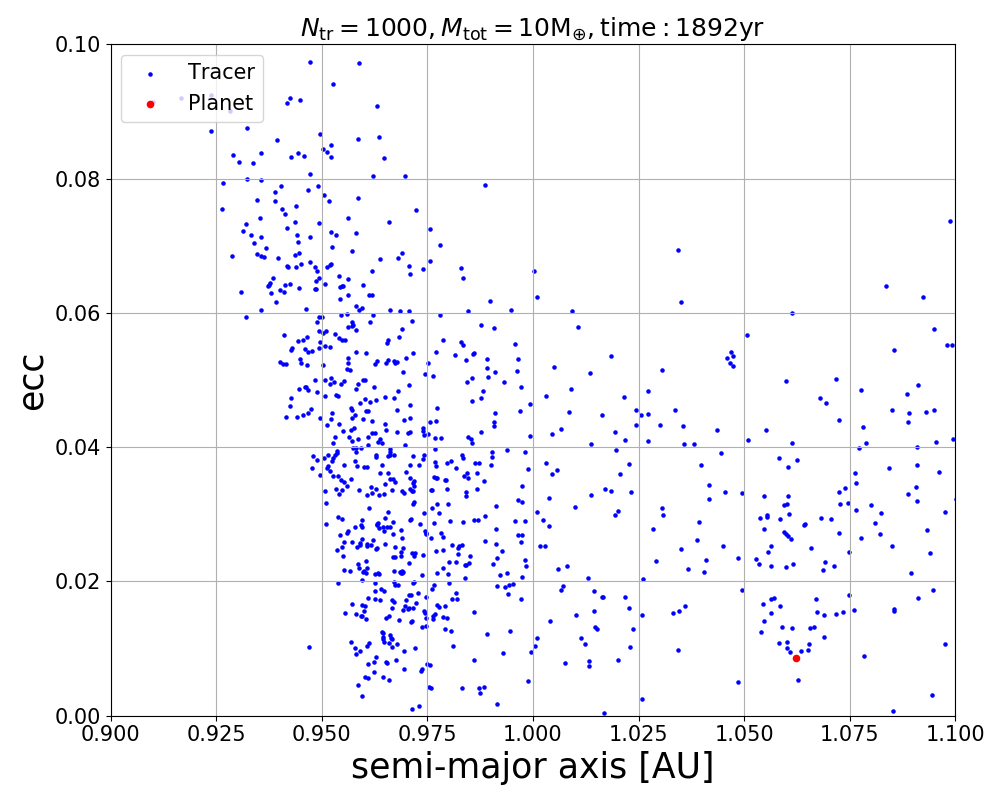 N_tr = 1000, M_tot = 10M_⊕, time : 1892yr
Tracer
Planet
ecc
0.10
0.08
0.06
0.04
0.02
0.00
0.900 0.925 0.950 0.975 1.000 1.025 1.050 1.075 1.100
semi-major axis [AU]